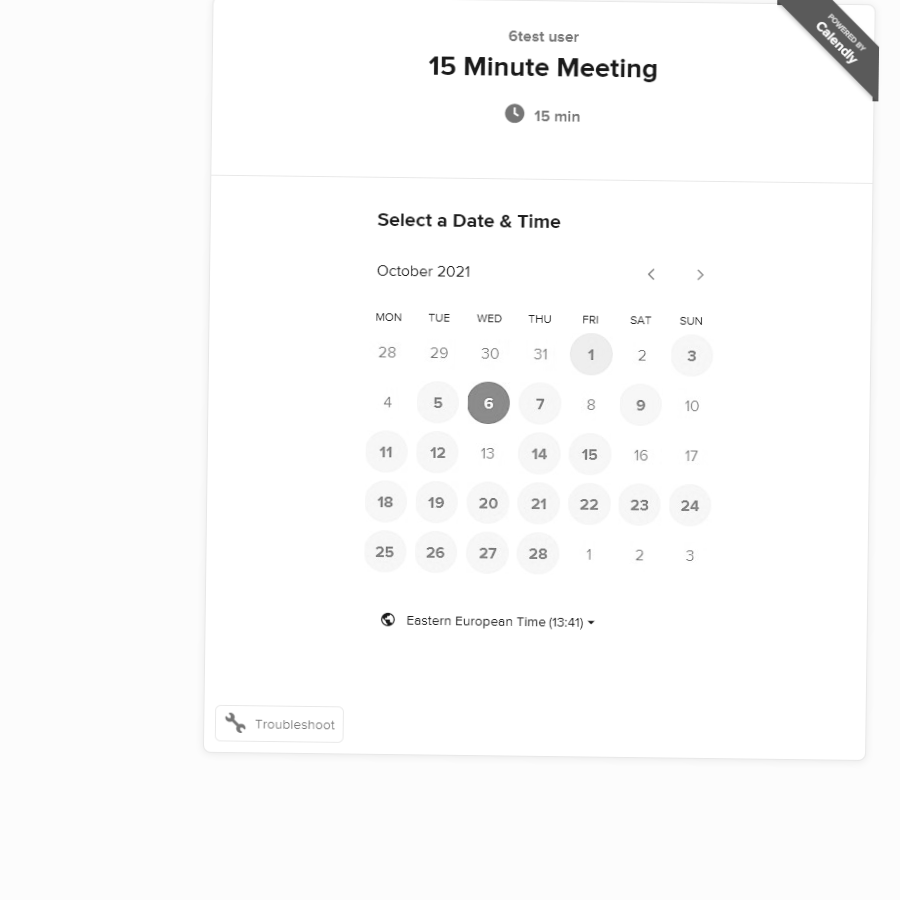 POWERED BY
Calendly
6test user
15 Minute Meeting
15 min
Select a Date & Time
October 2021
MON TUE WED THU FRI SAT SUN
28 29 30 31 1 2 3
4 5 6 7 8 9 10
11 12 13 14 15 16 17
18 19 20 21 22 23 24
25 26 27 28 1 2 3
Eastern European Time (13:41)
Troubleshoot